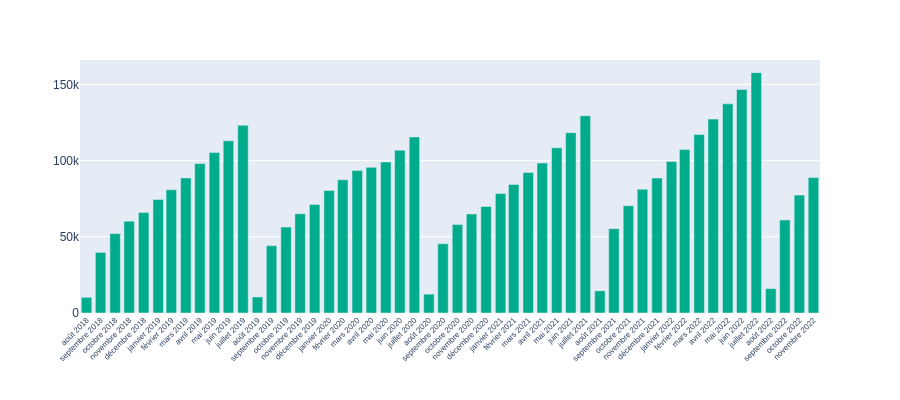 150k
100k
50k
0
août 2018
septembre 2018
octobre 2018
novembre 2018
décembre 2018
janvier 2019
février 2019
mars 2019
avril 2019
mai 2019
juin 2019
juillet 2019
août 2019
septembre 2019
octobre 2019
novembre 2019
décembre 2019
janvier 2020
février 2020
mars 2020
avril 2020
mai 2020
juin 2020
juillet 2020
août 2020
septembre 2020
octobre 2020
novembre 2020
décembre 2020
janvier 2021
février 2021
mars 2021
avril 2021
mai 2021
juin 2021
juillet 2021
août 2021
septembre 2021
octobre 2021
novembre 2021
décembre 2021
janvier 2022
février 2022
mars 2022
avril 2022
mai 2022
juin 2022
juillet 2022
août 2022
septembre 2022
octobre 2022
novembre 2022